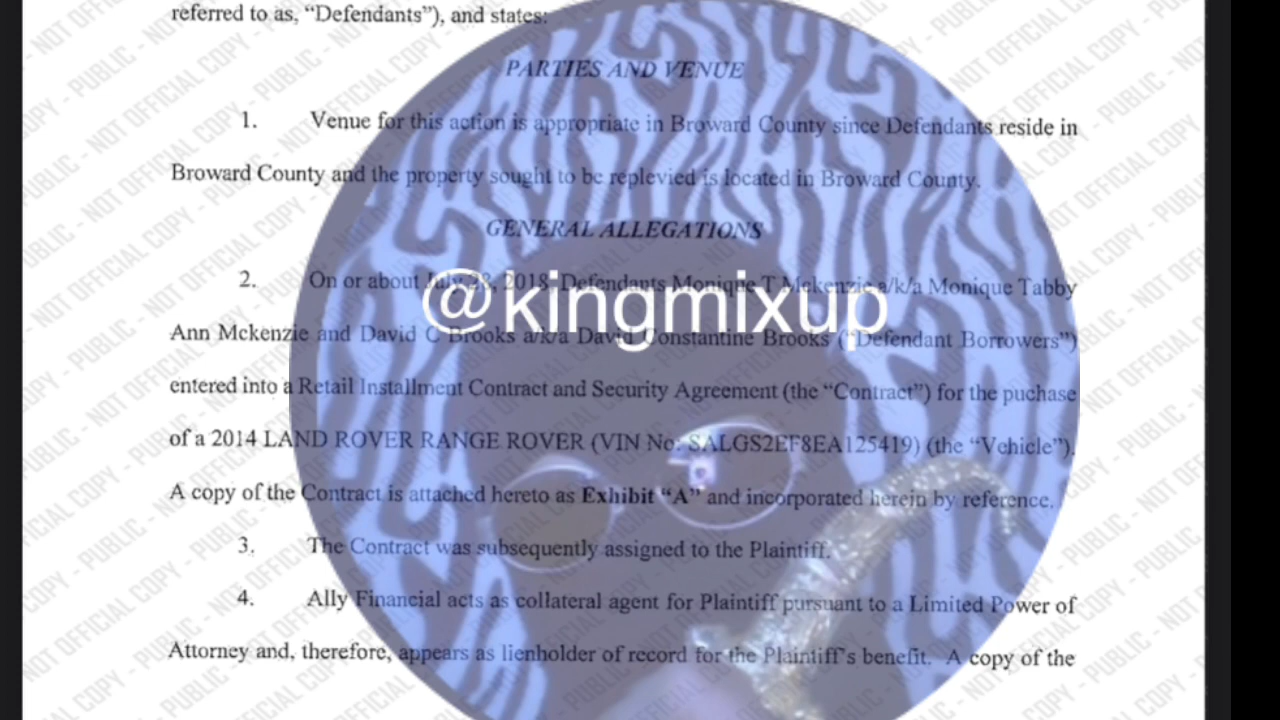 referred to as, “Defendants”), and states:
PARTIES AND VENUE
1. Venue for this action is appropriate in Broward County since Defendants reside in
Broward County and the property sought to be replevied is located in Broward County.
GENERAL ALLEGATIONS
2. On or about July 28, 2018, Defendants Monique T Mckenzie a/k/a Monique Tabby
@kingmixup
Ann Mckenzie and David C Brooks a/k/a David Constantine Brooks (“Defendant Borrowers”)
entered into a Retail Installment Contract and Security Agreement (the “Contract”) for the puchase
of a 2014 LAND ROVER RANGE ROVER (VIN No: SALGS2EF8EA125419) (the “Vehicle”).
A copy of the Contract is attached hereto as Exhibit “A” and incorporated herein by reference.
3. The Contract was subsequently assigned to the Plaintiff.
4. Ally Financial acts as collateral agent for Plaintiff pursuant to a Limited Power of
Attorney and, therefore, appears as lienholder of record for the Plaintiff's benefit. A copy of the